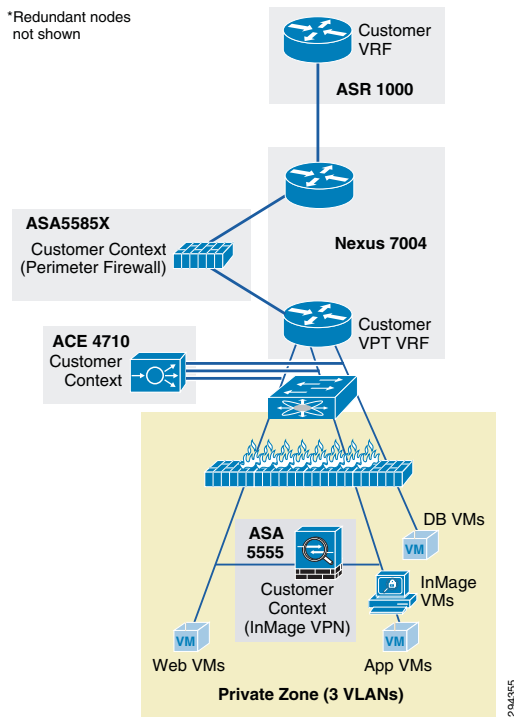 *Redundant nodes
not shown
Customer
VRF
ASR 1000
ASA5585X
Customer Context
(Perimeter Firewall)
Nexus 7004
Customer
VPT VRF
ACE 4710
Customer
Context
DB VMs
VM
ASA
5555
Customer
Context
(InMage VPN)
InMage
VMs
VM
VM
Web VMs
App VMs
Private Zone (3 VLANs)
294355